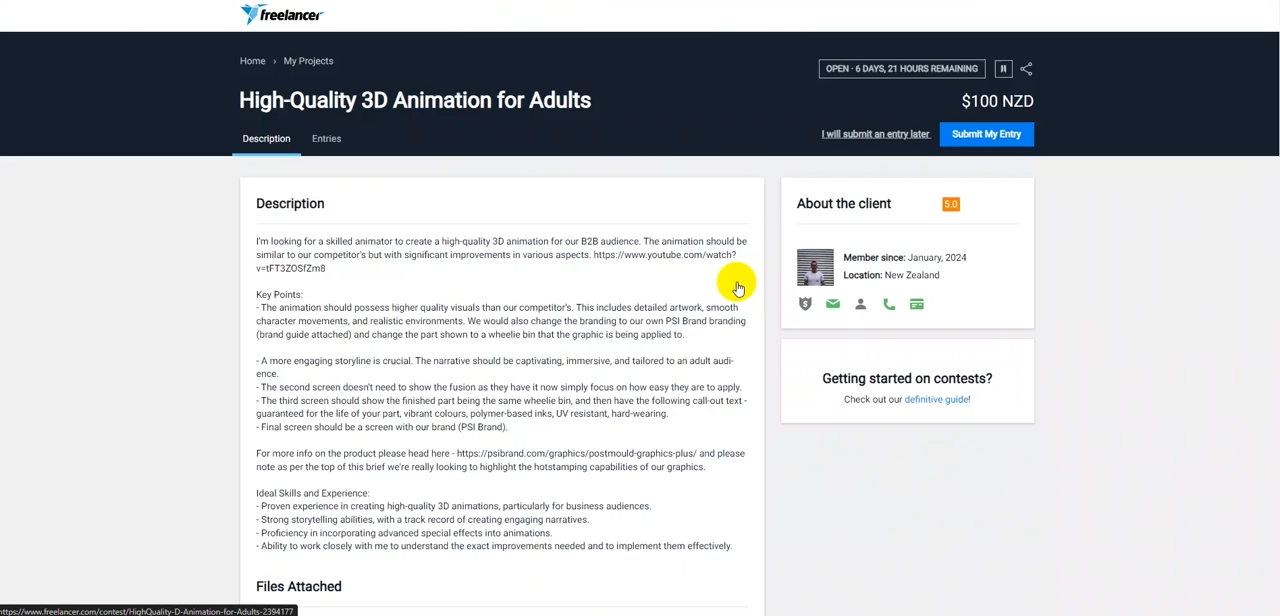 freelancer
Home › My Projects
OPEN - 6 DAYS, 21 HOURS REMAINING
High-Quality 3D Animation for Adults
$100 NZD
Description
Entries
I will submit an entry later
Submit My Entry
Description
I'm looking for a skilled animator to create a high-quality 3D animation for our B2B audience. The animation should be
similar to our competitor's but with significant improvements in various aspects. https://www.youtube.com/watch?
v=tFT3ZOSfZm8
Key Points:
- The animation should possess higher quality visuals than our competitor's. This includes detailed artwork, smooth
character movements, and realistic environments. We would also change the branding to our own PSI Brand branding
(brand guide attached) and change the part shown to a wheelie bin that the graphic is being applied to.
- A more engaging storyline is crucial. The narrative should be captivating, immersive, and tailored to an adult audi-
ence.
- The second screen doesn't need to show the fusion as they have it now simply focus on how easy they are to apply.
- The third screen should show the finished part being the same wheelie bin, and then have the following call-out text -
guaranteed for the life of your part, vibrant colours, polymer-based inks, UV resistant, hard-wearing.
- Final screen should be a screen with our brand (PSI Brand).
For more info on the product please head here - https://psibrand.com/graphics/postmould-graphics-plus/ and please
note as per the top of this brief we're really looking to highlight the hotstamping capabilities of our graphics.
Ideal Skills and Experience:
- Proven experience in creating high-quality 3D animations, particularly for business audiences.
- Strong storytelling abilities, with a track record of creating engaging narratives.
- Proficiency in incorporating advanced special effects into animations.
- Ability to work closely with me to understand the exact improvements needed and to implement them effectively.
Files Attached
About the client
5.0
Member since: January, 2024
Location: New Zealand
Getting started on contests?
Check out our definitive guide!
https://www.freelancer.com/contest/HighQuality-D-Animation-for-Adults-2394177